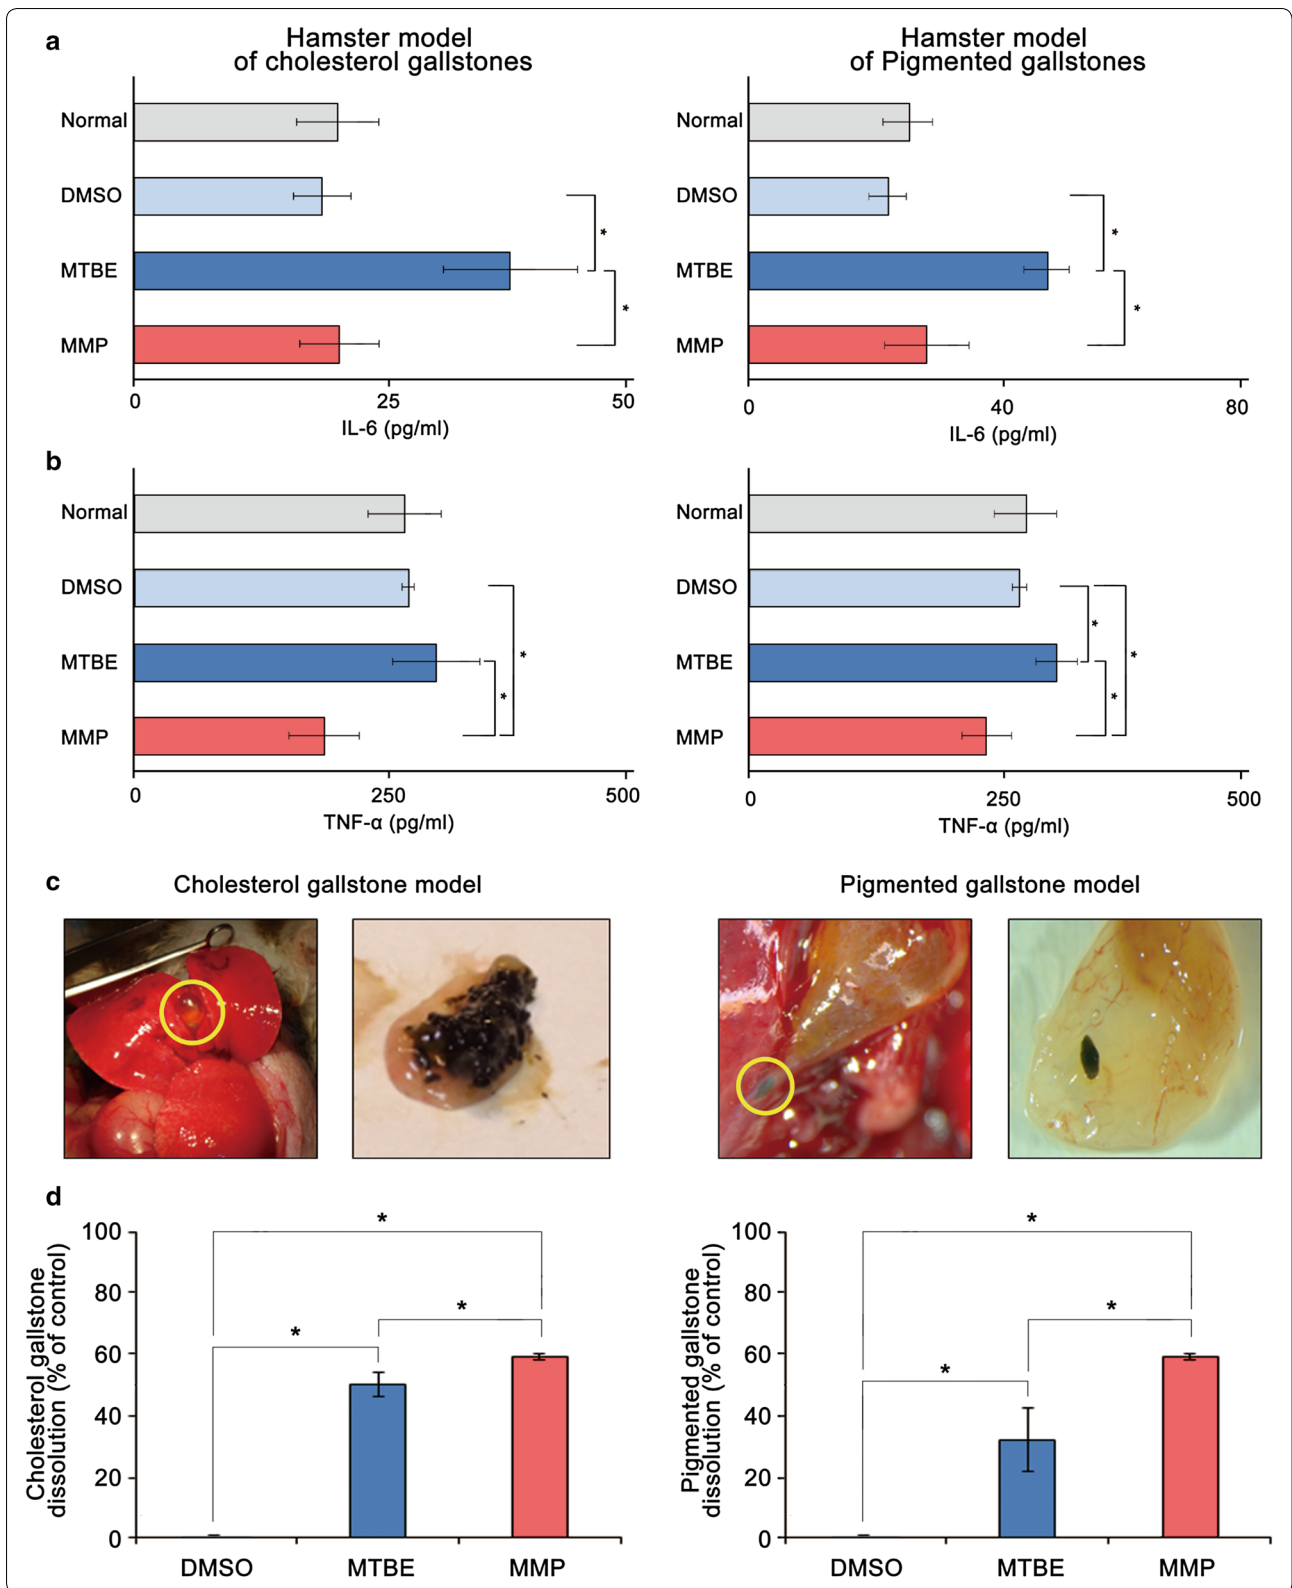 a
Hamster model
of cholesterol gallstones
Normal
DMSO
MTBE
MMP
*
*
0 25 50
IL-6 (pg/ml)
Hamster model
of Pigmented gallstones
Normal
DMSO
MTBE
MMP
*
*
0 40 80
IL-6 (pg/ml)
b
Normal
DMSO
MTBE
MMP
*
*
0 250 500
TNF-α (pg/ml)
Normal
DMSO
MTBE
MMP
*
*
*
0 250 500
TNF-α (pg/ml)
c
Cholesterol gallstone model
Pigmented gallstone model
d
Cholesterol gallstone
dissolution (% of control)
100
80
60
40
20
0
*
*
*
DMSO MTBE MMP
Pigmented gallstone
dissolution (% of control)
100
80
60
40
20
0
*
*
*
DMSO MTBE MMP